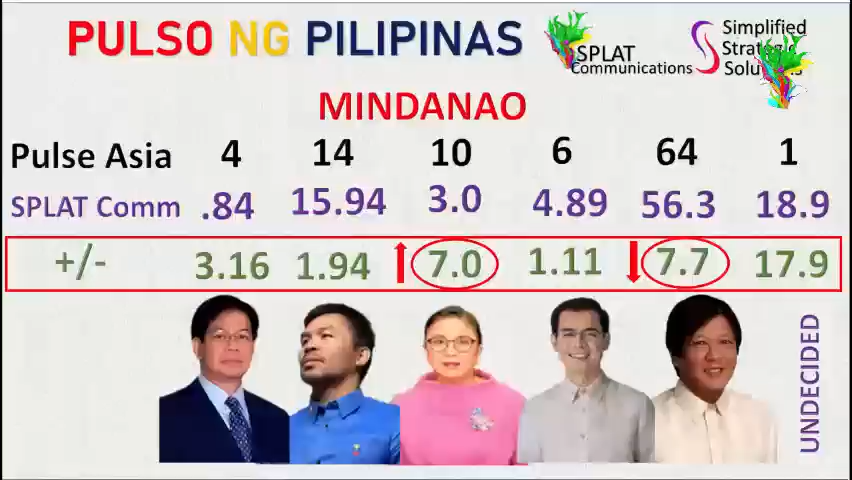 PULSO NG PILIPINAS
SPLAT
Communications
Simplified
Strategic
Solutions
MINDANAO
Pulse Asia 4 14 10 6 64 1
SPLAT Comm .84 15.94 3.0 4.89 56.3 18.9
+/- 3.16 1.94 7.0 1.11 7.7 17.9
UNDECIDED